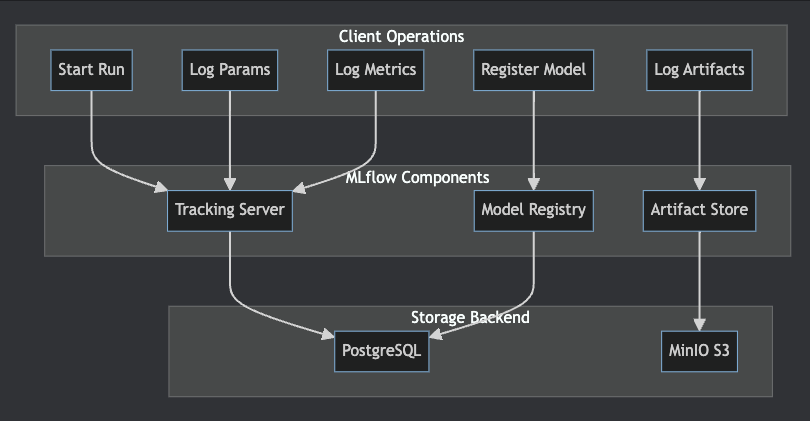 Client Operations
Start Run
Log Params
Log Metrics
Register Model
Log Artifacts
MLflow Components
Tracking Server
Model Registry
Artifact Store
Storage Backend
PostgreSQL
MinIO S3